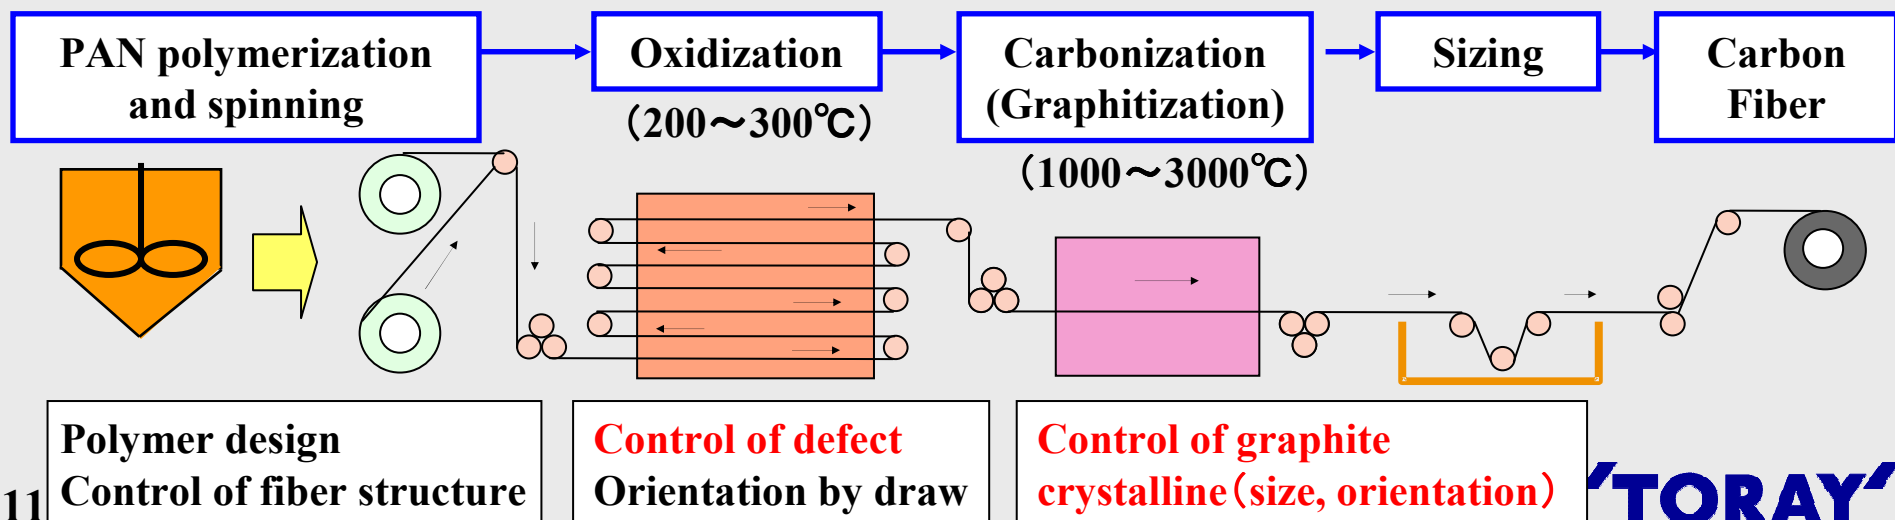 PAN polymerization
and spinning
Oxidization
(200～300℃)
Carbonization
(Graphitization)
(1000～3000℃)
Sizing
Carbon
Fiber
Polymer design
Control of fiber structure
Control of defect
Orientation by draw
Control of graphite
crystalline(size, orientation)
11
'TORAY'